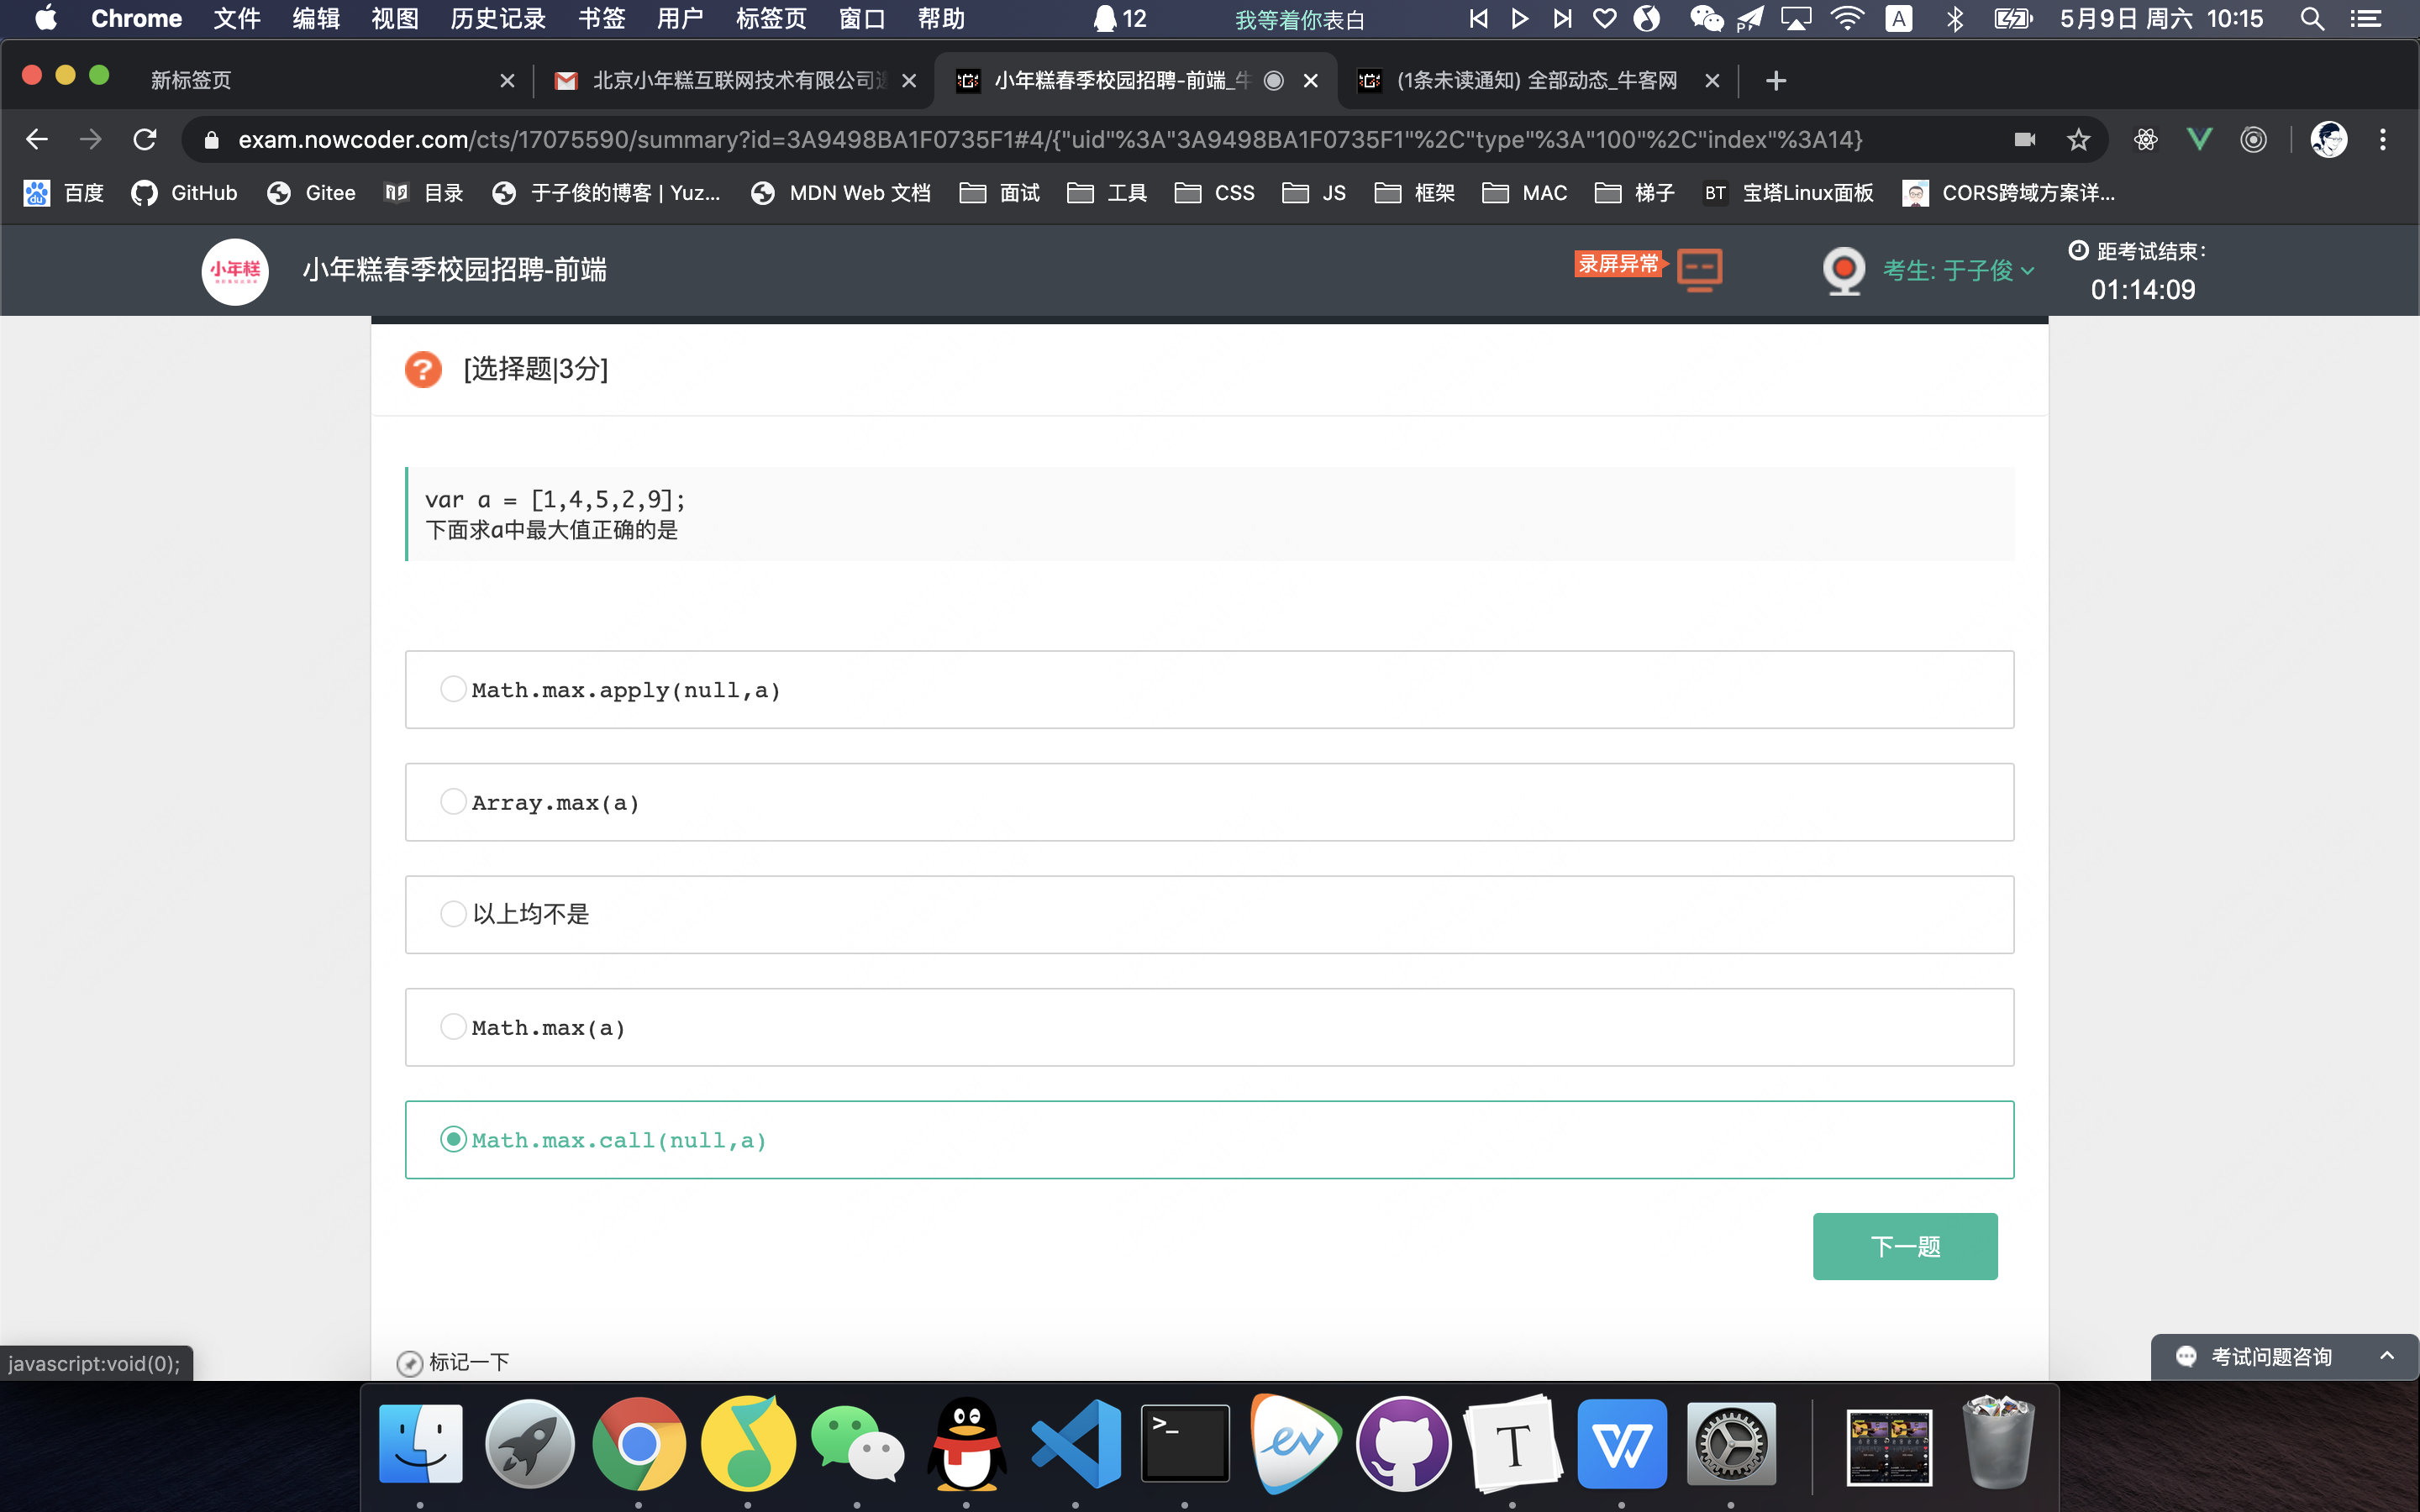 Chrome 文件 编辑 视图 历史记录 书签 用户 标签页 窗口 帮助 12 我等着你表白 A 5月9日 周六 10:15
新标签页 北京小年糕互联网技术有限公司 小年糕春季校园招聘-前端_牛 (1条未读通知) 全部动态_牛客网
exam.nowcoder.com/cts/17075590/summary?id=3A9498BA1F0735F1#4/{"uid"%3A"3A9498BA1F0735F1"%2C"type"%3A"100"%2C"index"%3A14}
百度 GitHub Gitee 目录 于子俊的博客 | Yuz... MDN Web 文档 面试 工具 CSS JS 框架 MAC 梯子 BT 宝塔Linux面板 CORS跨域方案详...
小年糕 小年糕春季校园招聘-前端 录屏异常 考生: 于子俊 距考试结束:
01:14:09
[选择题|3分]
var a = [1,4,5,2,9];
下面求a中最大值正确的是
Math.max.apply(null,a)
Array.max(a)
以上均不是
Math.max(a)
Math.max.call(null,a)
下一题
标记一下
javascript:void(0);
考试问题咨询